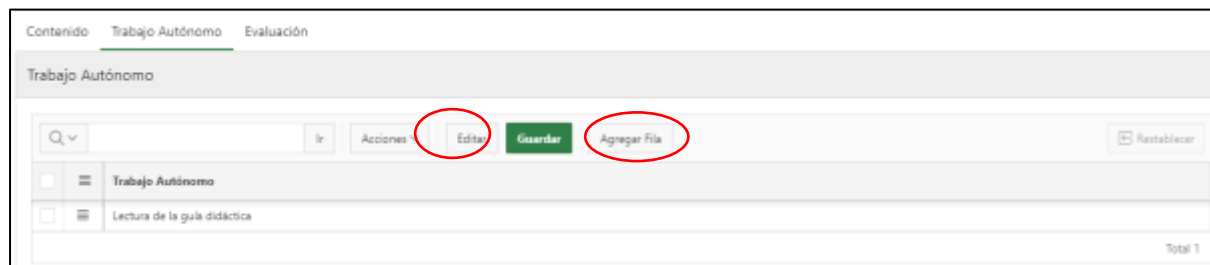 Contenido Trabajo Autónomo Evaluación
Trabajo Autónomo
Ir Acciones Editar Guardar Agregar Fila Restablecer
Trabajo Autónomo
Lectura de la guía didáctica
Total 1